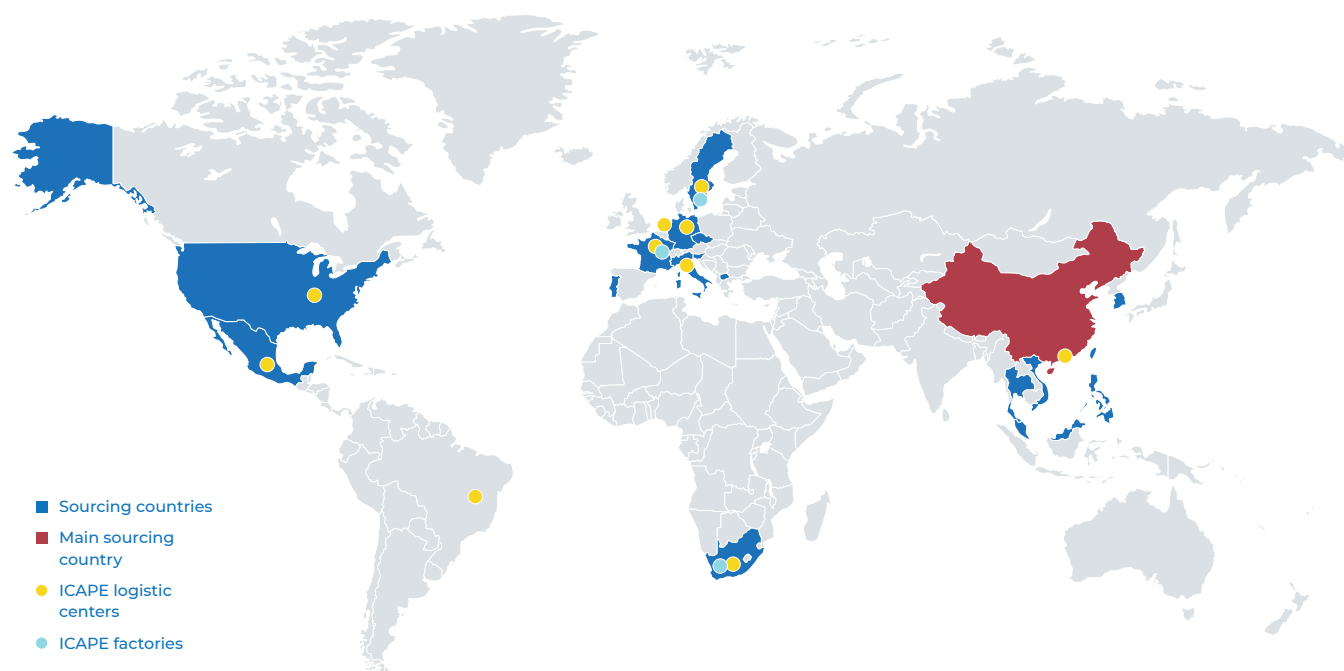 Sourcing countries
Main sourcing
country
ICAPE logistic
centers
ICAPE factories